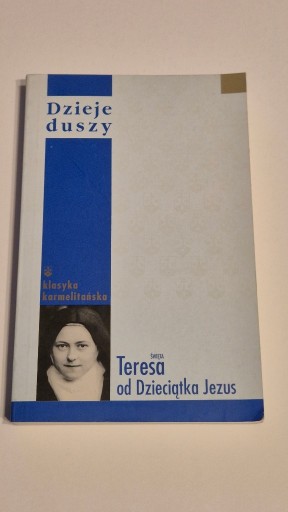 Dzieje
duszy
klasyka
karmelitańska
ŚWIĘTA
Teresa
od Dzieciątka Jezus